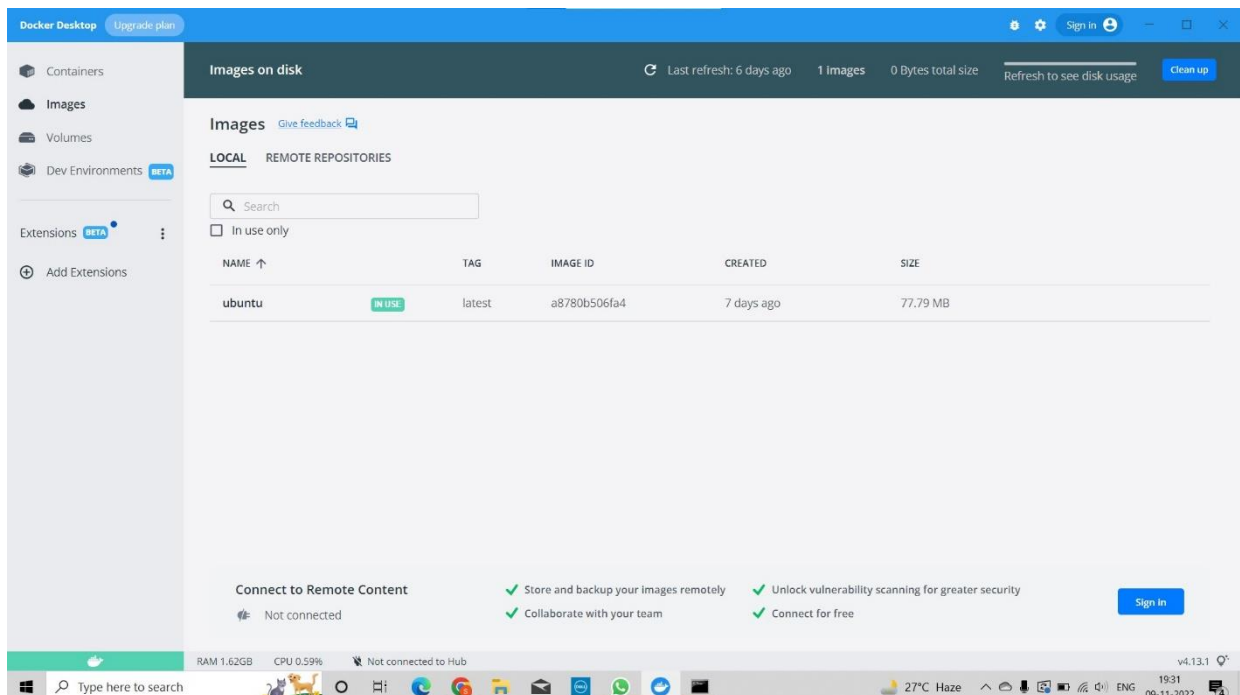 Docker Desktop Upgrade plan Sign in
Containers
Images
Volumes
Dev Environments BETA
Extensions BETA
Add Extensions
Images on disk Last refresh: 6 days ago 1 images 0 Bytes total size Refresh to see disk usage Clean up
Images Give feedback
LOCAL REMOTE REPOSITORIES
Search
In use only
NAME TAG IMAGE ID CREATED SIZE
ubuntu IN USE latest a8780b506fa4 7 days ago 77.79 MB
Connect to Remote Content
Not connected
Store and backup your images remotely
Collaborate with your team
Unlock vulnerability scanning for greater security
Connect for free
Sign in
RAM 1.62GB CPU 0.59% Not connected to Hub v4.13.1
Type here to search 27°C Haze ENG 19:31
09-11-2022